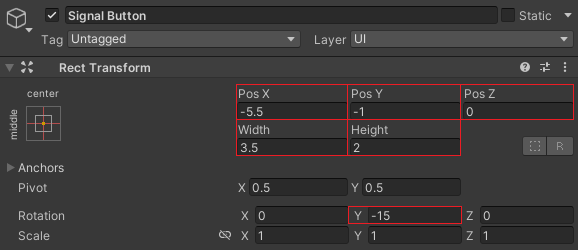 Signal Button Static
Tag Untagged Layer UI
Rect Transform
center
middle
Pos X Pos Y Pos Z
-5.5 -1 0
Width Height
3.5 2
R
Anchors
Pivot X 0.5 Y 0.5
Rotation X 0 Y -15 Z 0
Scale X 1 Y 1 Z 1